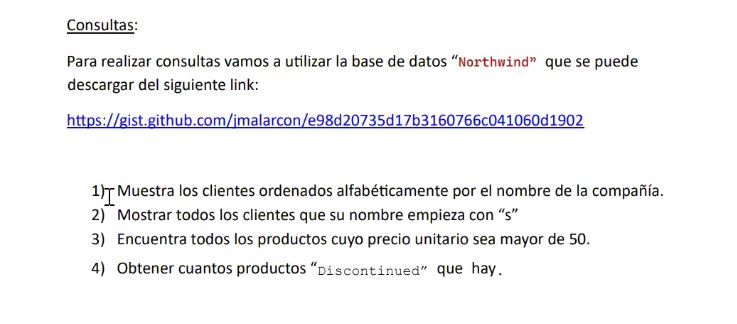 Consultas:
Para realizar consultas vamos a utilizar la base de datos “Northwind” que se puede
descargar del siguiente link:
https://gist.github.com/jmalarcon/e98d20735d17b3160766c041060d1902
1) Muestra los clientes ordenados alfabéticamente por el nombre de la compañía.
2) Mostrar todos los clientes que su nombre empieza con “s”
3) Encuentra todos los productos cuyo precio unitario sea mayor de 50.
4) Obtener cuantos productos “Discontinued” que hay.